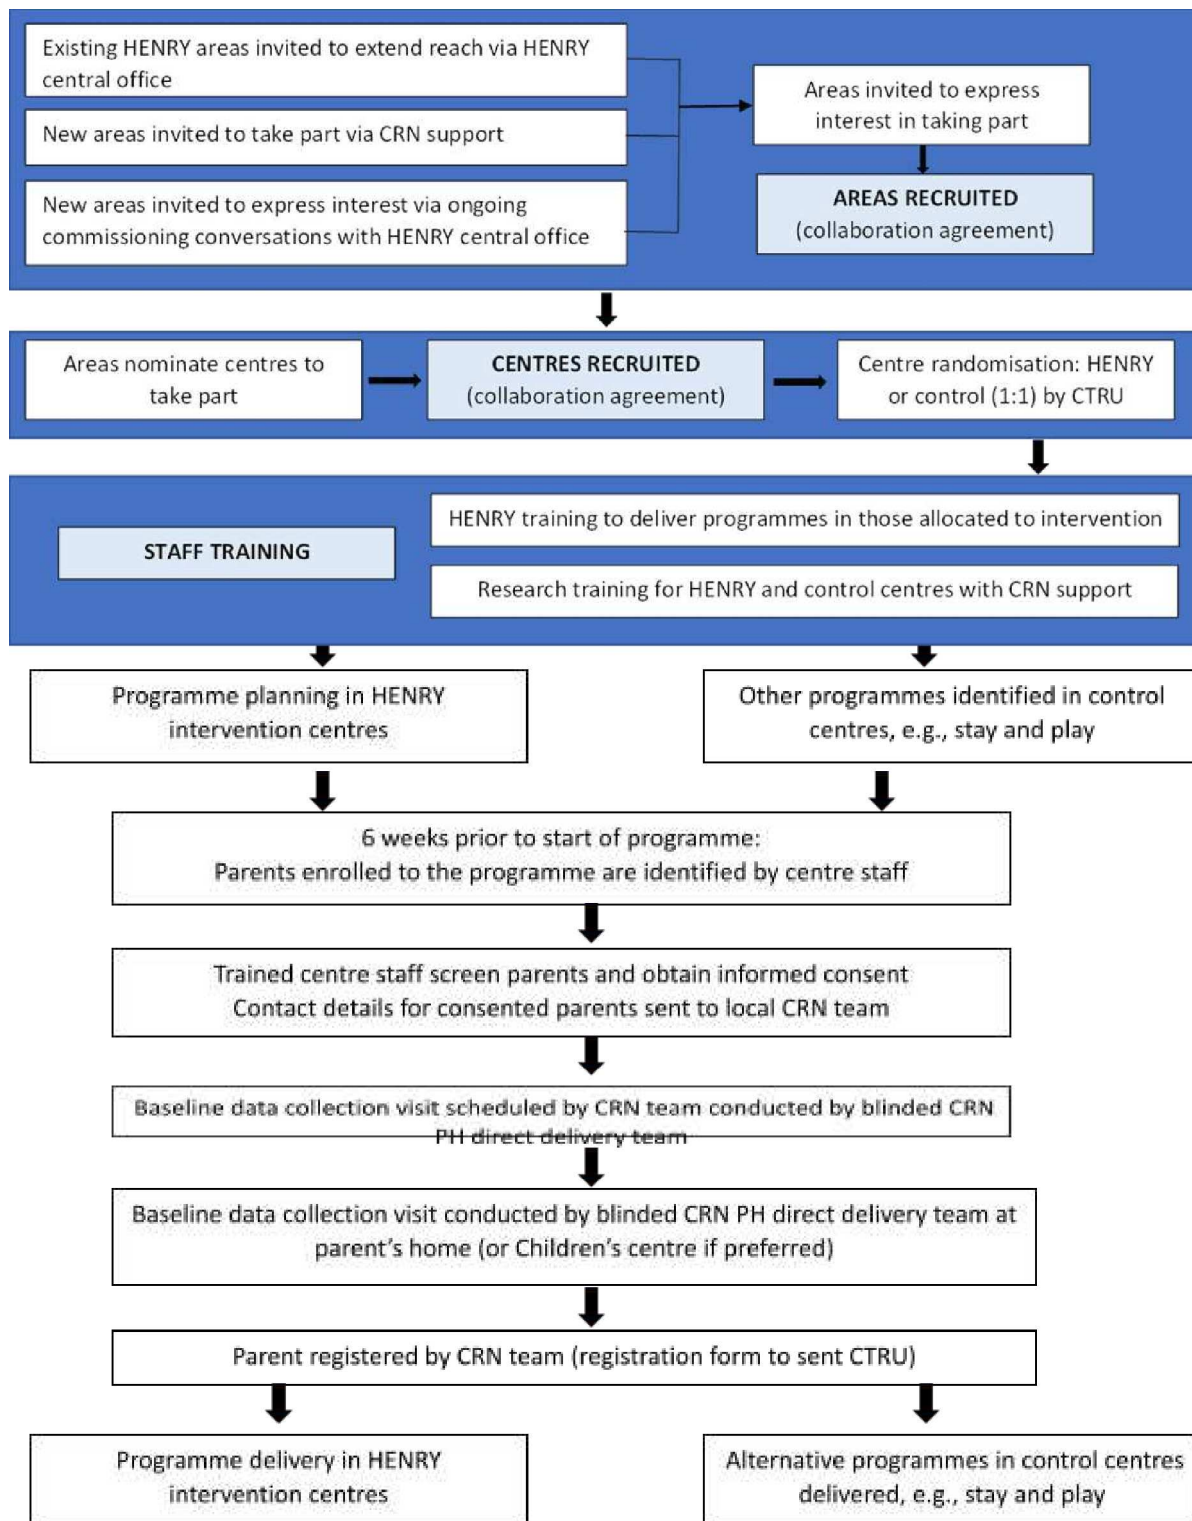 Existing HENRY areas invited to extend reach via HENRY
central office
New areas invited to take part via CRN support
New areas invited to express interest via ongoing
commissioning conversations with HENRY central office
Areas invited to express
interest in taking part
AREAS RECRUITED
(collaboration agreement)
Areas nominate centres to
take part
CENTRES RECRUITED
(collaboration agreement)
Centre randomisation: HENRY
or control (1:1) by CTRU
STAFF TRAINING
HENRY training to deliver programmes in those allocated to intervention
Research training for HENRY and control centres with CRN support
Programme planning in HENRY
intervention centres
Other programmes identified in control
centres, e.g., stay and play
6 weeks prior to start of programme:
Parents enrolled to the programme are identified by centre staff
Trained centre staff screen parents and obtain informed consent
Contact details for consented parents sent to local CRN team
Baseline data collection visit scheduled by CRN team conducted by blinded CRN
PH direct delivery team
Baseline data collection visit conducted by blinded CRN PH direct delivery team at
parent's home (or Children's centre if preferred)
Parent registered by CRN team (registration form to sent CTRU)
Programme delivery in HENRY
intervention centres
Alternative programmes in control centres
delivered, e.g., stay and play